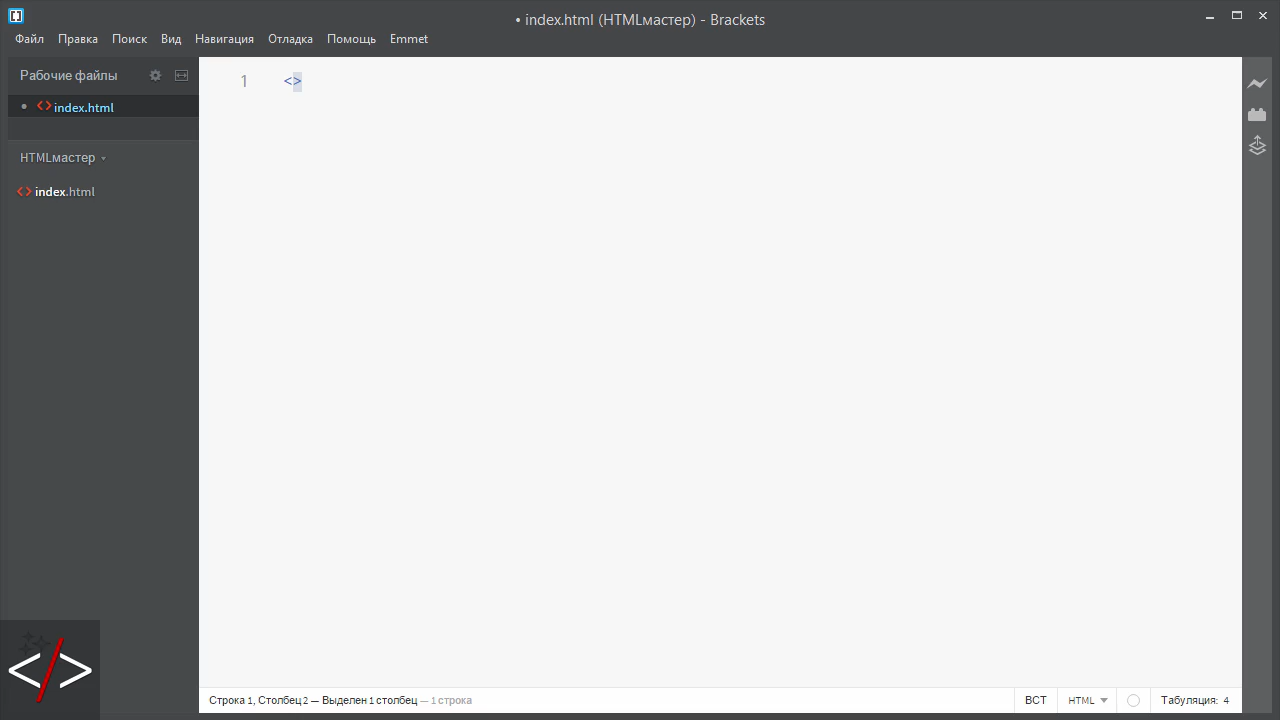 • index.html (HTMLмастер) - Brackets
Файл Правка Поиск Вид Навигация Отладка Помощь Emmet
Рабочие файлы
• <> index.html
HTMLмастер
<> index.html
1 <>
</>
Строка 1, Столбец 2 — Выделен 1 столбец — 1 строка
ВСТ HTML Табуляция: 4